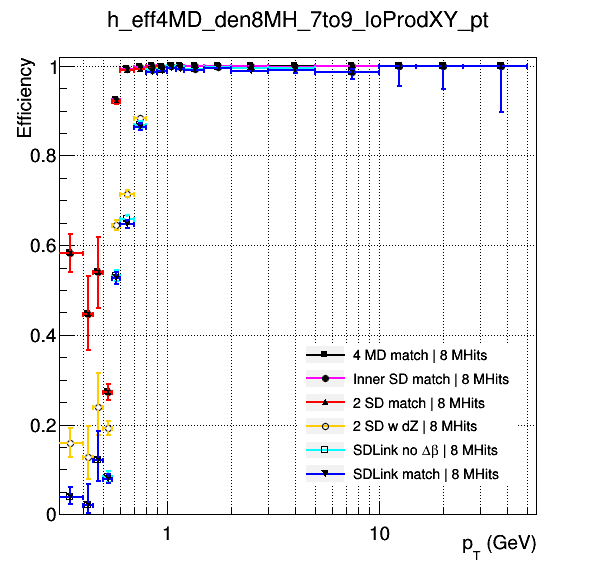 h_eff4MD_den8MH_7to9_loProdXY_pt
Efficiency
1
0.8
0.6
0.4
0.2
0
4 MD match | 8 MHits
Inner SD match | 8 MHits
2 SD match | 8 MHits
2 SD w dZ | 8 MHits
SDLink no Δβ | 8 MHits
SDLink match | 8 MHits
1
10
p_T (GeV)